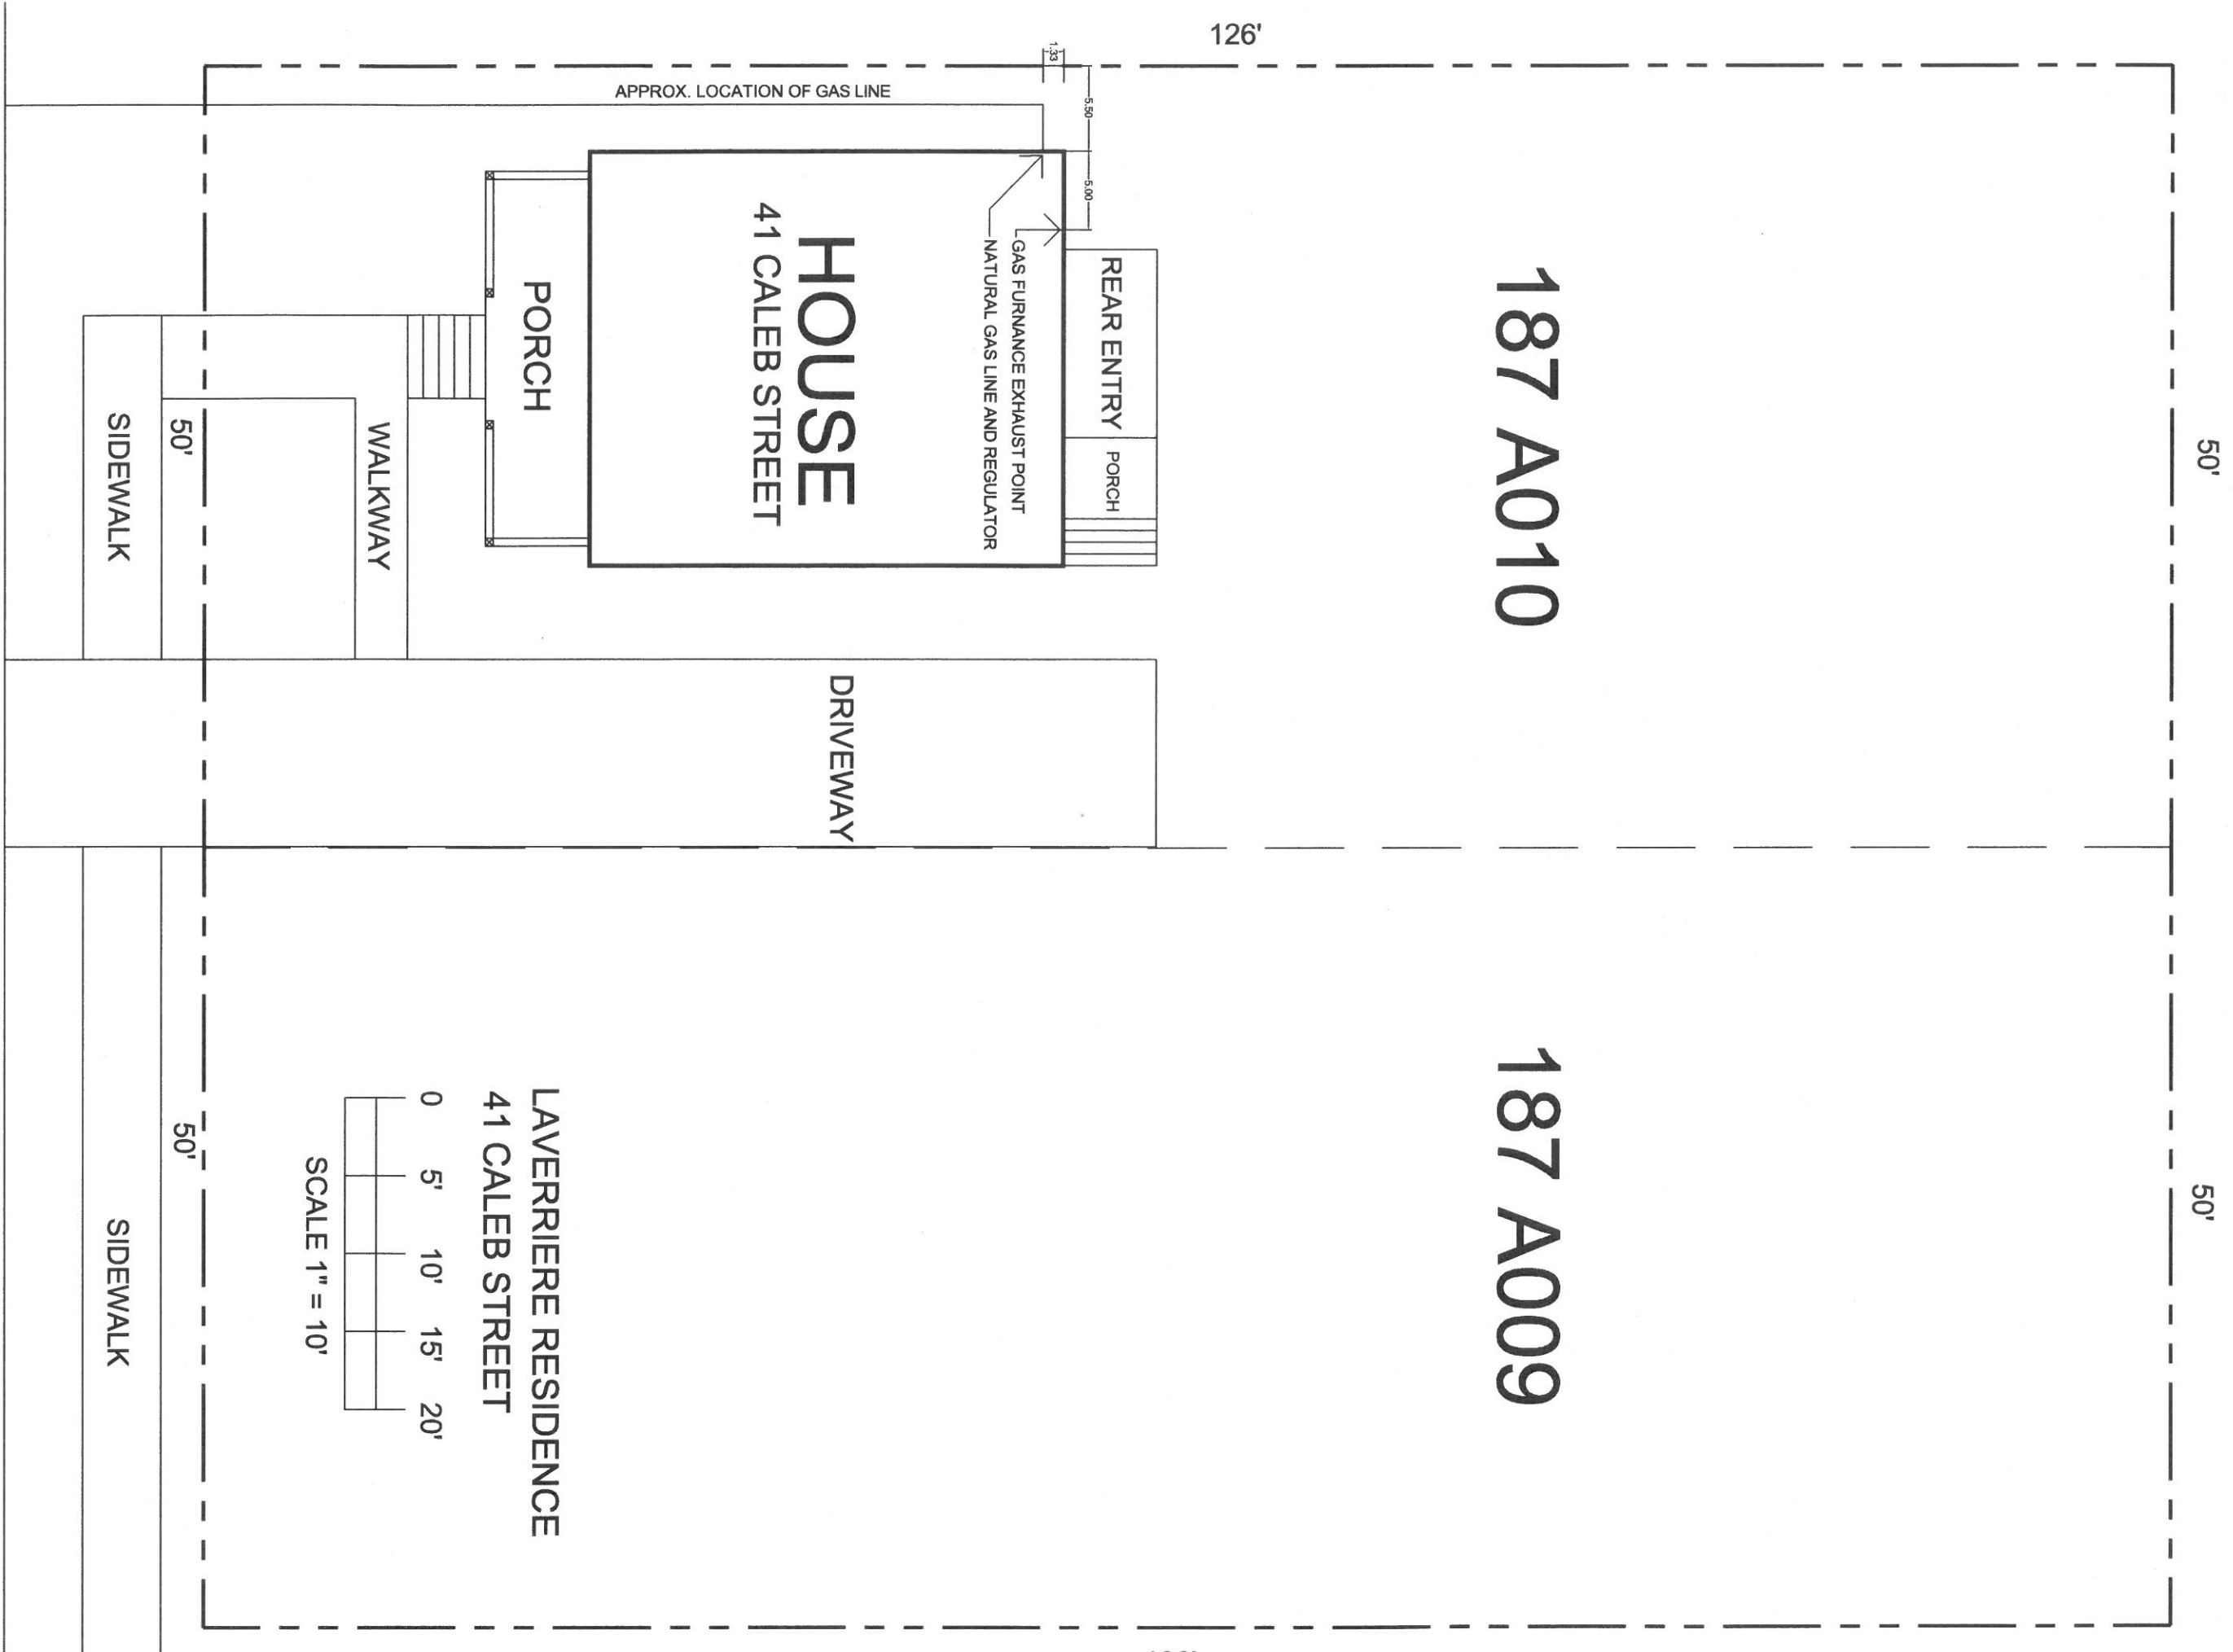 126'
50'
50'
187 A010
187 A009
1.33
5.50
5.00
APPROX. LOCATION OF GAS LINE
REAR ENTRY
PORCH
GAS FURNANCE EXHAUST POINT
NATURAL GAS LINE AND REGULATOR
HOUSE
41 CALEB STREET
PORCH
DRIVEWAY
WALKWAY
50'
SIDEWALK
LAVERRIERE RESIDENCE
41 CALEB STREET
0 5' 10' 15' 20'
SCALE 1" = 10'
50'
SIDEWALK